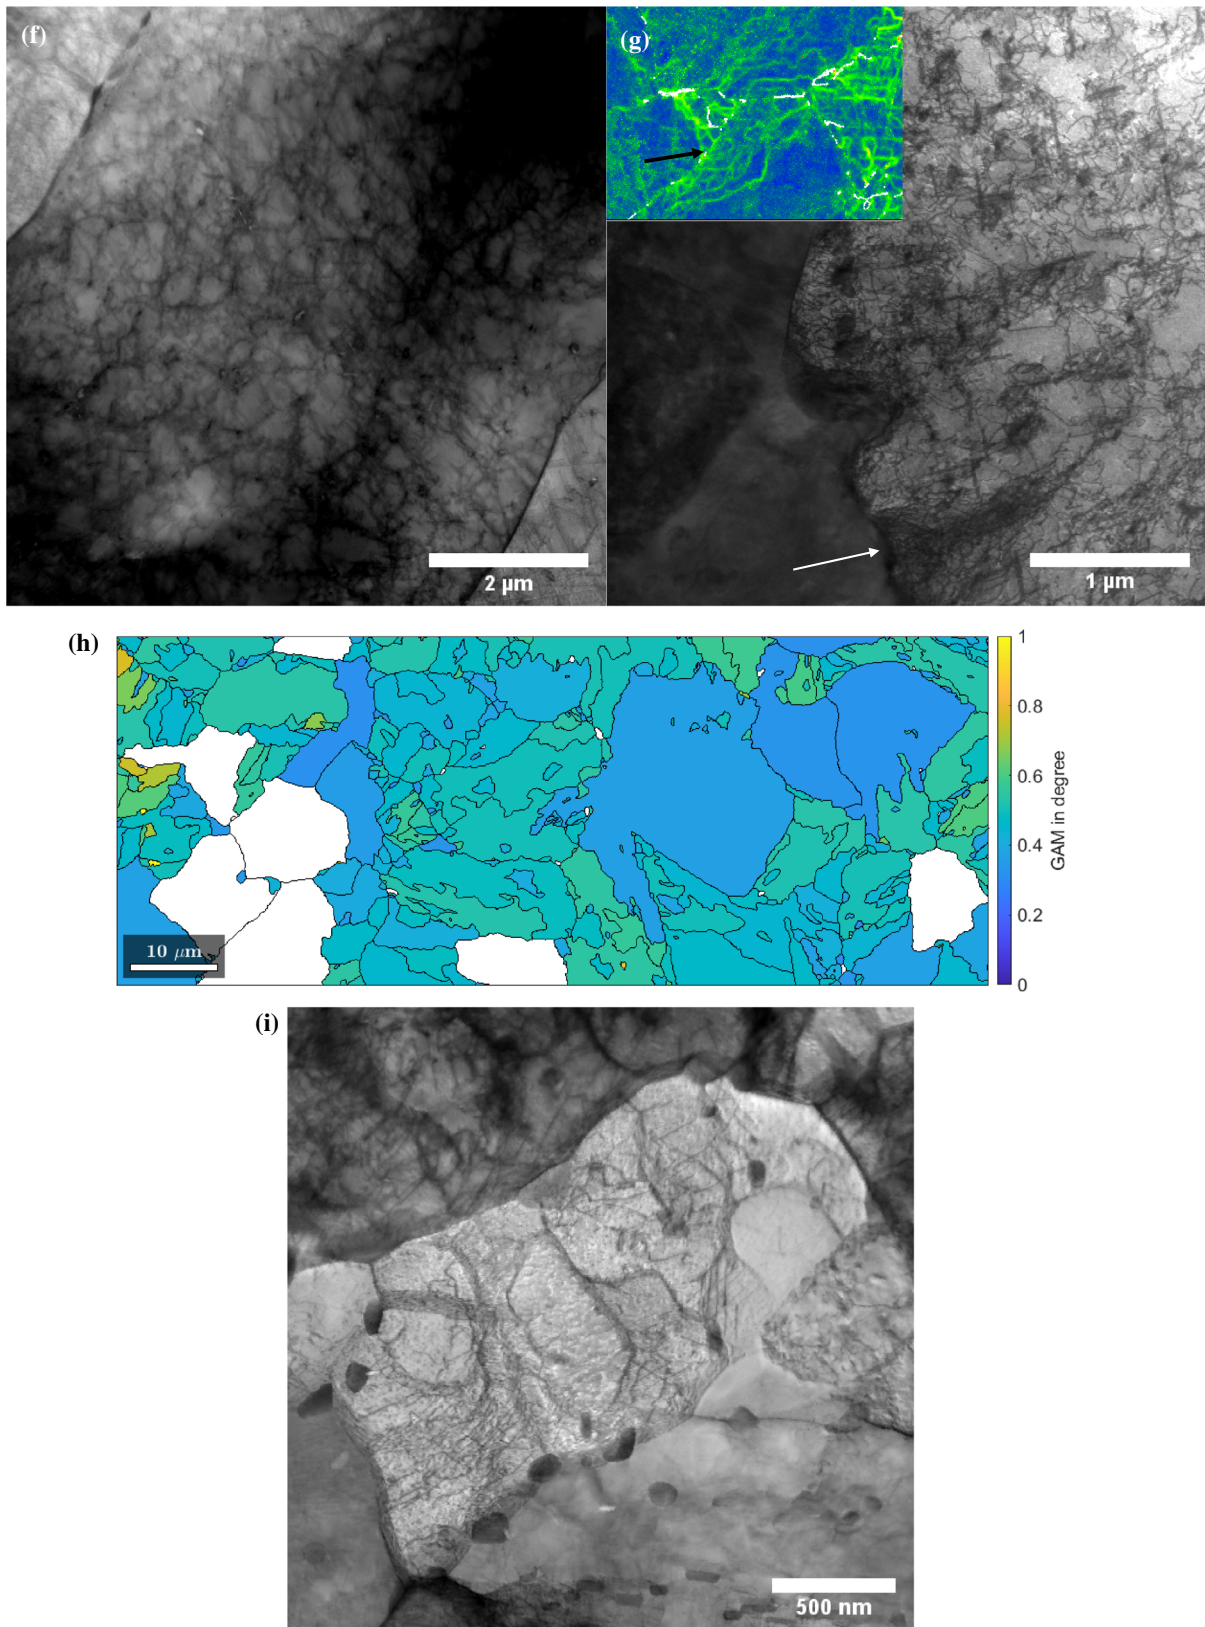 (f)
2 µm
(g)
1 µm
(h)
10 µm
1
0.8
0.6
0.4
0.2
0
GAM in degree
(i)
500 nm